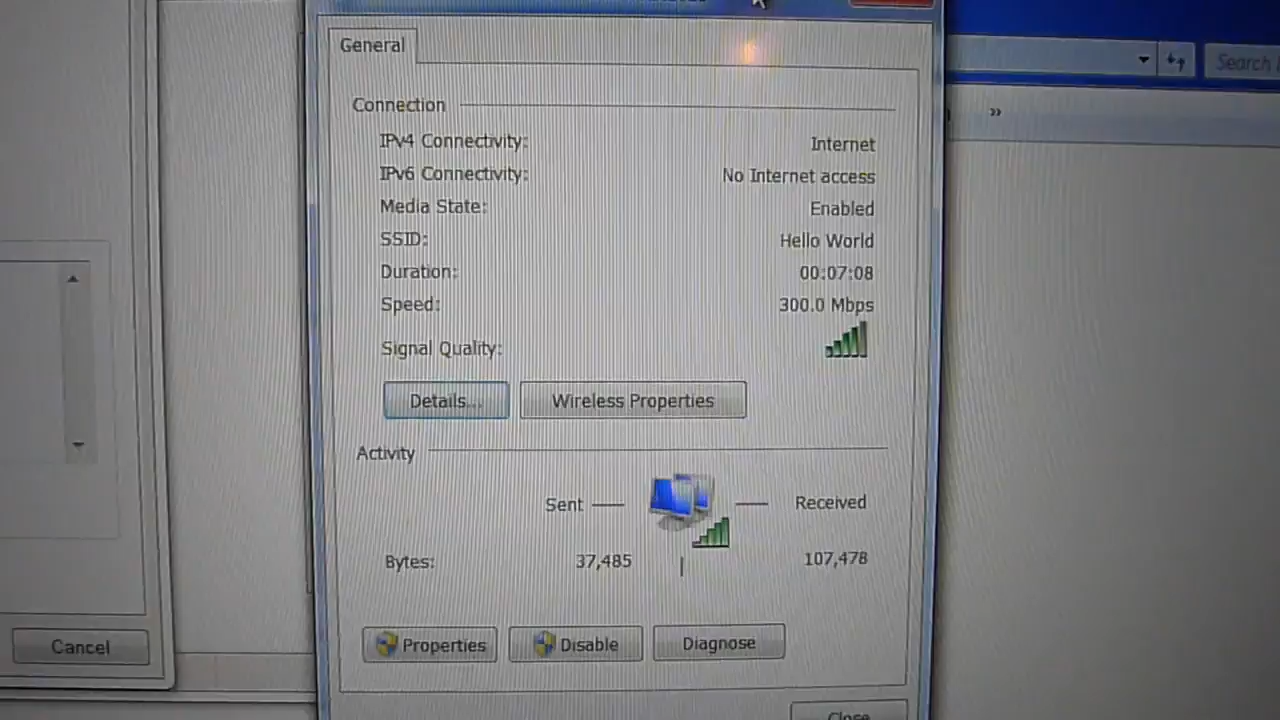 General
Search
»
Connection
IPv4 Connectivity: Internet
IPv6 Connectivity: No Internet access
Media State: Enabled
SSID: Hello World
Duration: 00:07:08
Speed: 300.0 Mbps
Signal Quality:
Details... Wireless Properties
Activity
Sent Received
Bytes: 37,485 107,478
Cancel Properties Disable Diagnose
Close